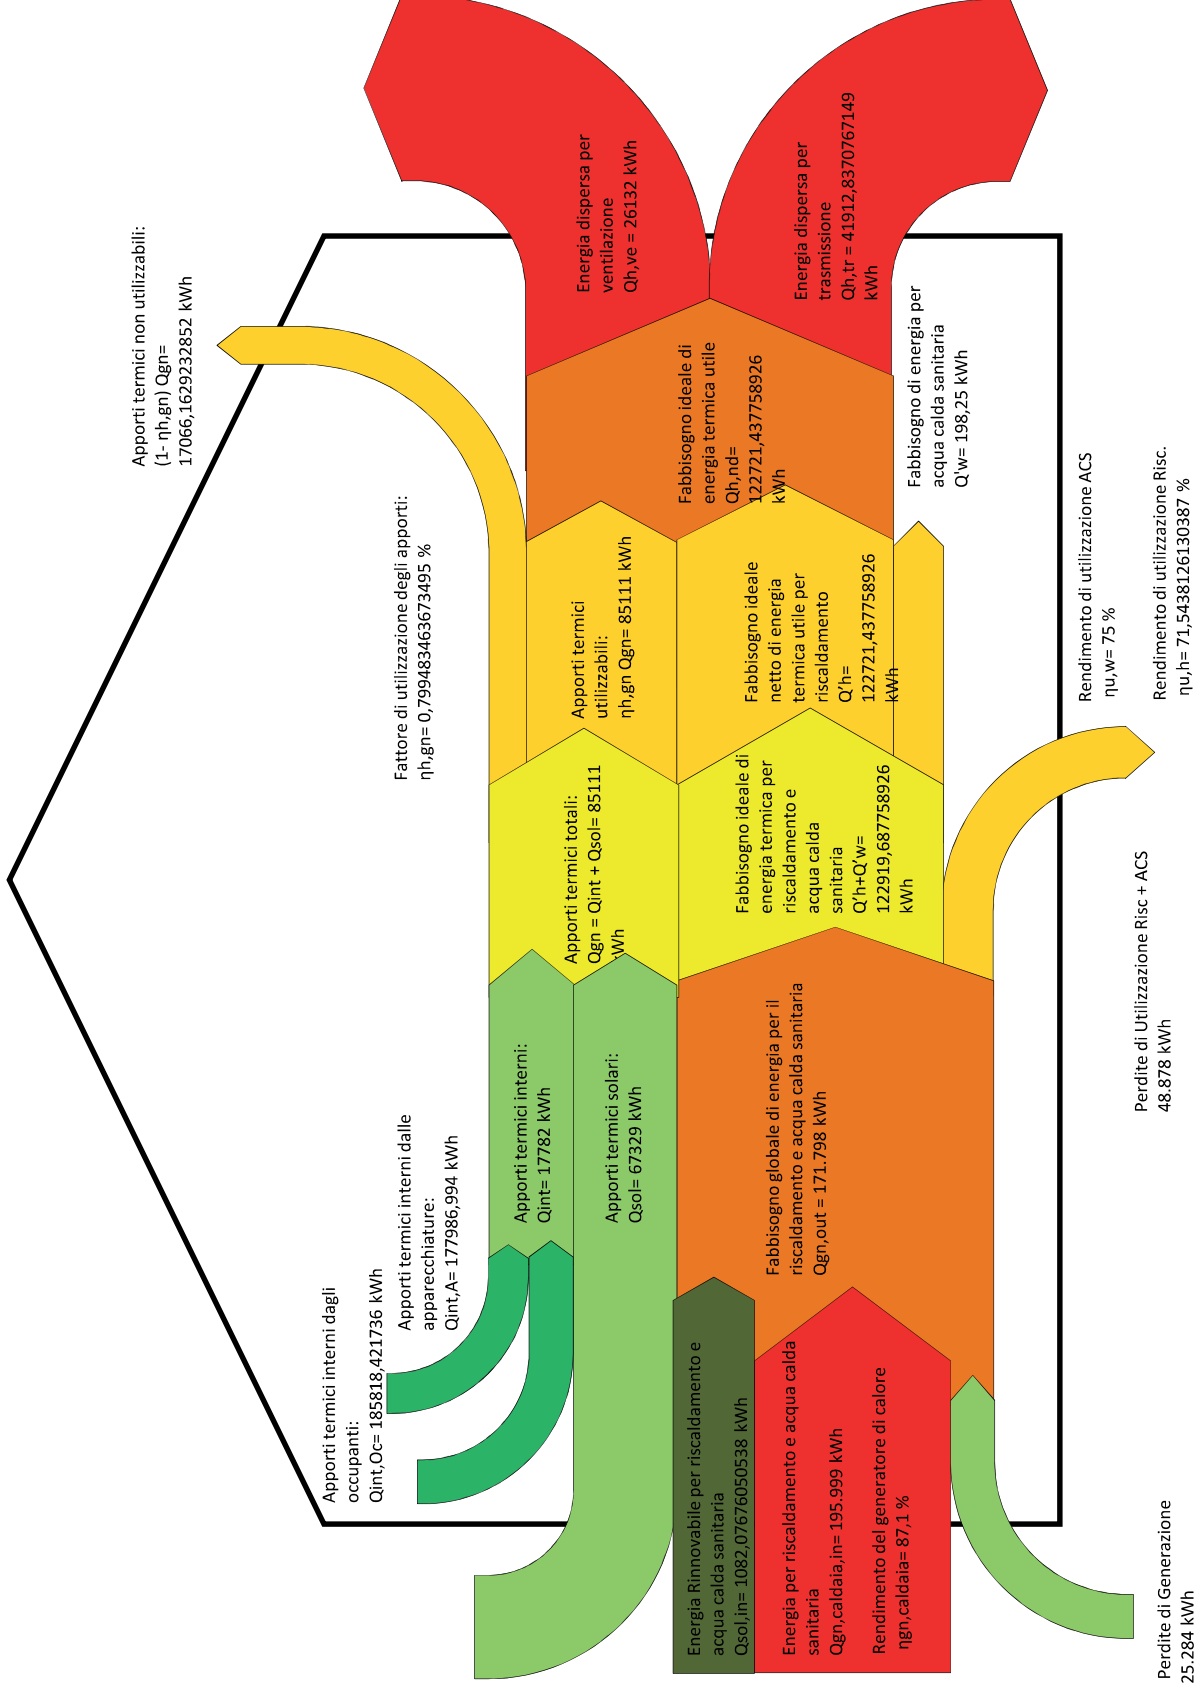 Apporti termici non utilizzabili:
(1- ηh,gn) Qgn=
17066,1629232852 kWh
Fattore di utilizzazione degli apporti:
ηh,gn= 0,799483463673495 %
Apporti termici interni dagli
occupanti:
Qint,Oc= 185818,421736 kWh
Apporti termici interni dalle
apparecchiature:
Qint,A= 177986,994 kWh
Apporti termici interni:
Qint= 17782 kWh
Apporti termici solari:
Qsol= 67329 kWh
Apporti termici totali:
Qgn = Qint + Qsol= 85111
kWh
Apporti termici
utilizzabili:
ηh,gn Qgn= 85111 kWh
Energia dispersa per
ventilazione
Qh,ve = 26132 kWh
Energia dispersa per
trasmissione
Qh,tr = 41912,8370767149
kWh
Fabbisogno ideale di
energia termica utile
Qh,nd=
122721,437758926
kWh
Fabbisogno ideale
netto di energia
termica utile per
riscaldamento
Q'h=
122721,437758926
kWh
Fabbisogno di energia per
acqua calda sanitaria
Q'w= 198,25 kWh
Fabbisogno ideale di
energia termica per
riscaldamento e
acqua calda
sanitaria
Q'h+Q'w=
122919,687758926
kWh
Fabbisogno globale di energia per il
riscaldamento e acqua calda sanitaria
Qgn,out = 171.798 kWh
Energia Rinnovabile per riscaldamento e
acqua calda sanitaria
Qsol,in= 1082,07676050538 kWh
Energia per riscaldamento e acqua calda
sanitaria
Qgn,caldaia,in= 195.999 kWh
Rendimento del generatore di calore
ηgn,caldaia= 87,1 %
Rendimento di utilizzazione ACS
ηu,w= 75 %
Rendimento di utilizzazione Risc.
ηu,h= 71,5438126130387 %
Perdite di Utilizzazione Risc + ACS
48.878 kWh
Perdite di Generazione
25.284 kWh